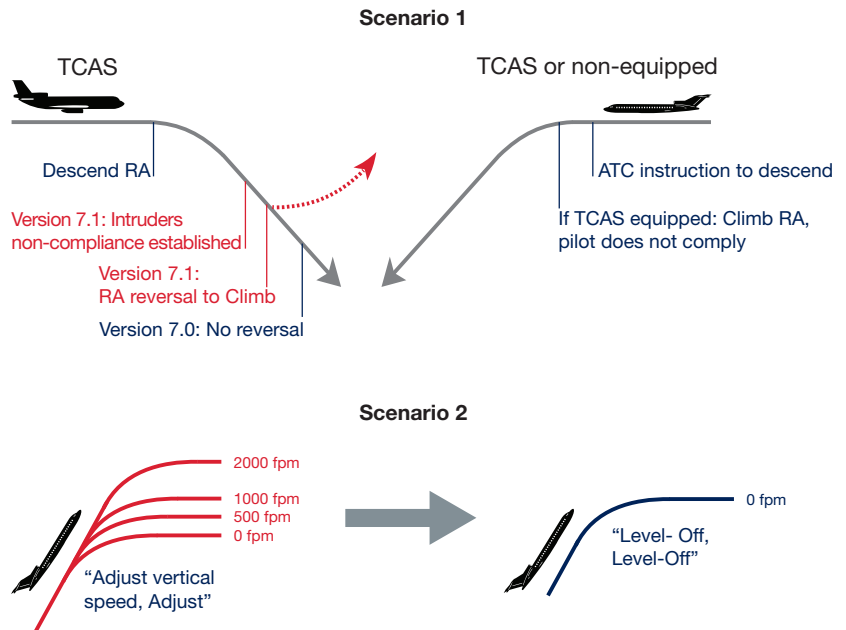 Scenario 1
TCAS
TCAS or non-equipped
Descend RA
ATC instruction to descend
Version 7.1: Intruders
non-compliance established
If TCAS equipped: Climb RA,
pilot does not comply
Version 7.1:
RA reversal to Climb
Version 7.0: No reversal
Scenario 2
2000 fpm
1000 fpm
500 fpm
0 fpm
“Adjust vertical
speed, Adjust”
0 fpm
“Level- Off,
Level-Off”